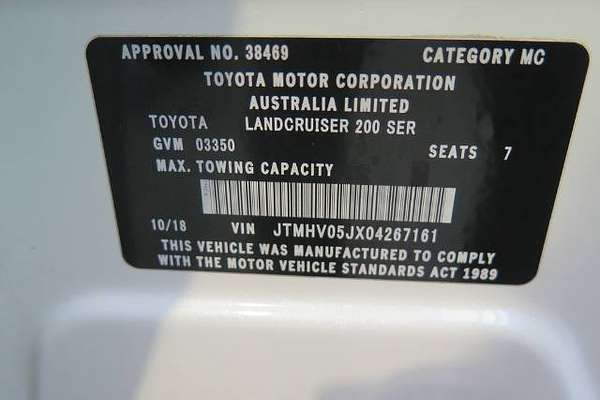 APPROVAL NO. 38469 CATEGORY MC
TOYOTA MOTOR CORPORATION
AUSTRALIA LIMITED
TOYOTA LANDCRUISER 200 SER
GVM 03350 SEATS 7
MAX. TOWING CAPACITY
10/18 VIN JTMHV05JX04267161
THIS VEHICLE WAS MANUFACTURED TO COMPLY
WITH THE MOTOR VEHICLE STANDARDS ACT 1989